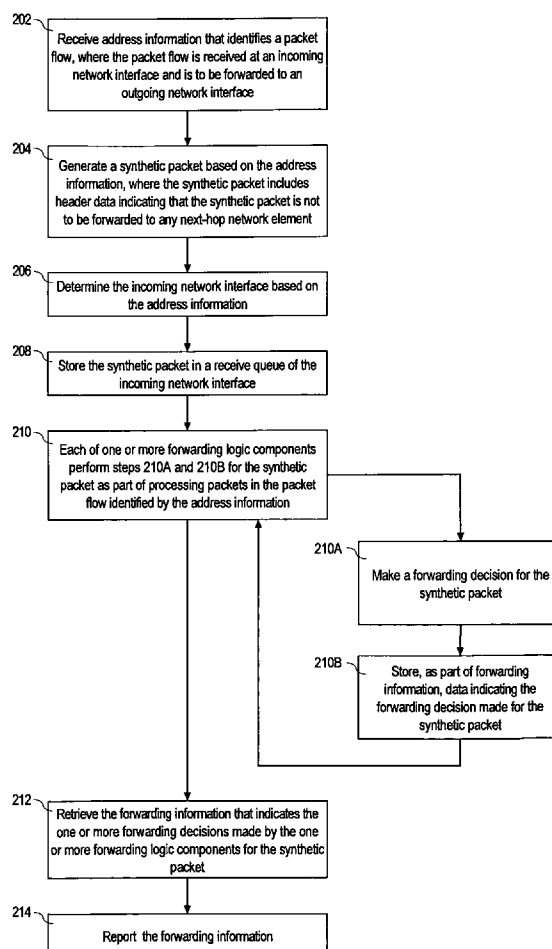 202
Receive address information that identifies a packet
flow, where the packet flow is received at an incoming
network interface and is to be forwarded to an
outgoing network interface
204
Generate a synthetic packet based on the address
information, where the synthetic packet includes
header data indicating that the synthetic packet is not
to be forwarded to any next-hop network element
206
Determine the incoming network interface based on
the address information
208
Store the synthetic packet in a receive queue of the
incoming network interface
210
Each of one or more forwarding logic components
perform steps 210A and 210B for the synthetic
packet as part of processing packets in the packet
flow identified by the address information
210A
Make a forwarding decision for the
synthetic packet
210B
Store, as part of forwarding
information, data indicating the
forwarding decision made for the
synthetic packet
212
Retrieve the forwarding information that indicates the
one or more forwarding decisions made by the one
or more forwarding logic components for the synthetic
packet
214
Report the forwarding information